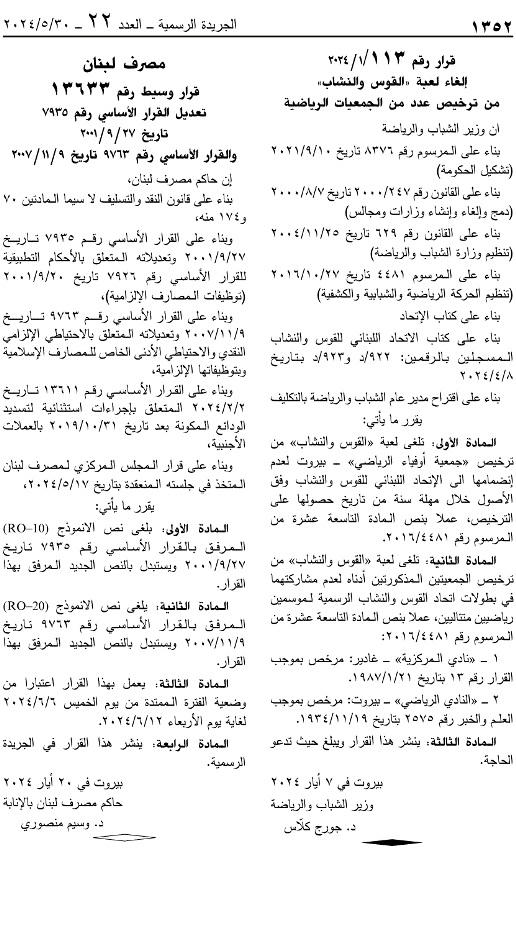 ١٣٥٢
الجريدة الرسمية ــ العدد ٢٢ ــ ٢٠٢٤/٥/٣٠
قرار رقم ٢٠٢٤/١/١١٣
إلغاء لعبة «القوس والنشاب»
من ترخيص عدد من الجمعيات الرياضية
ان وزير الشباب والرياضة
بناء على المرسوم رقم ٨٣٧٦ تاريخ ٢٠٢١/٩/١٠
(تشكيل الحكومة)
بناء على القانون رقم ٢٠٠٠/٢٤٧ تاريخ ٢٠٠٠/٨/٧
(دمج وإلغاء وإنشاء وزارات ومجالس)
بناء على القانون رقم ٦٢٩ تاريخ ٢٠٠٤/١١/٢٥
(تنظيم وزارة الشباب والرياضة)
بناء على المرسوم ٤٤٨١ تاريخ ٢٠١٦/١٠/٢٧
(تنظيم الحركة الرياضية والشبابية والكشفية)
بناء على كتاب الإتحاد
بناء على كتاب الاتحاد اللبناني للقوس والنشاب
المسجلين بالرقمين: ٩٢٢/د و٩٢٣/د بتاريخ
٢٠٢٤/٤/٨
بناء على اقتراح مدير عام الشباب والرياضة بالتكليف
يقرر ما يأتي:
المادة الأولى: تلغى لعبة «القوس والنشاب» من
ترخيص «جمعية أوفياء الرياضي» ــ بيروت لعدم
إنضمامها الى الإتحاد اللبناني للقوس والنشاب وفق
الأصول خلال مهلة سنة من تاريخ حصولها على
الترخيص، عملا بنص المادة التاسعة عشرة من
المرسوم رقم ٢٠١٦/٤٤٨١.
المادة الثانية: تلغى لعبة «القوس والنشاب» من
ترخيص الجمعيتين المذكورتين أدناه لعدم مشاركتهما
في بطولات اتحاد القوس والنشاب الرسمية لموسمين
رياضيين متتاليين، عملا بنص المادة التاسعة عشرة من
المرسوم رقم ٢٠١٦/٤٤٨١:
١ ــ «نادي المركزية» ــ غادير: مرخص بموجب
القرار رقم ١٣ بتاريخ ١٩٨٧/١/٢١.
٢ ــ «النادي الرياضي» ــ بيروت: مرخص بموجب
العلم والخبر رقم ٢٥٧٥ بتاريخ ١٩٣٤/١١/١٩.
المادة الثالثة: ينشر هذا القرار ويبلغ حيث تدعو
الحاجة.
بيروت في ٧ أيار ٢٠٢٤
وزير الشباب والرياضة
د. جورج كلّاس
مصرف لبنان
قرار وسيط رقم ١٣٦٣٣
تعديل القرار الأساسي رقم ٧٩٣٥
تاريخ ٢٠٠١/٩/٢٧
والقرار الأساسي رقم ٩٧٦٣ تاريخ ٢٠٠٧/١١/٩
إن حاكم مصرف لبنان،
بناء على قانون النقد والتسليف لا سيما المادتين ٧٠
و١٧٤ منه،
وبناء على القرار الأساسي رقم ٧٩٣٥ تاريخ
٢٠٠١/٩/٢٧ وتعديلاته المتعلق بالأحكام التطبيقية
للقرار الأساسي رقم ٧٩٢٦ تاريخ ٢٠٠١/٩/٢٠
(توظيفات المصارف الإلزامية)،
وبناء على القرار الأساسي رقم ٩٧٦٣ تاريخ
٢٠٠٧/١١/٩ وتعديلاته المتعلق بالاحتياطي الإلزامي
النقدي والاحتياطي الأدنى الخاص للمصارف الإسلامية
وبتوظيفاتها الإلزامية،
وبناء على القرار الأساسي رقم ١٣٦١١ تاريخ
٢٠٢٤/٢/٢ المتعلق بإجراءات استثنائية لتسديد
الودائع المكونة بعد تاريخ ٢٠١٩/١٠/٣١ بالعملات
الأجنبية،
وبناء على قرار المجلس المركزي لمصرف لبنان
المتخذ في جلسته المنعقدة بتاريخ ٢٠٢٤/٥/١٧،
يقرر ما يأتي:
المادة الأولى: يلغى نص الانموذج (RO–10)
المرفق بالقرار الأساسي رقم ٧٩٣٥ تاريخ
٢٠٠١/٩/٢٧ ويستبدل بالنص الجديد المرفق بهذا
القرار.
المادة الثانية: يلغى نص الانموذج (RO–20)
المرفق بالقرار الأساسي رقم ٩٧٦٣ تاريخ
٢٠٠٧/١١/٩ ويستبدل بالنص الجديد المرفق بهذا
القرار.
المادة الثالثة: يعمل بهذا القرار اعتبارا من
وضعية الفترة الممتدة من يوم الخميس ٢٠٢٤/٦/٦
لغاية يوم الأربعاء ٢٠٢٤/٦/١٢.
المادة الرابعة: ينشر هذا القرار في الجريدة
الرسمية.
بيروت في ٢٠ أيار ٢٠٢٤
حاكم مصرف لبنان بالإنابة
د. وسيم منصوري